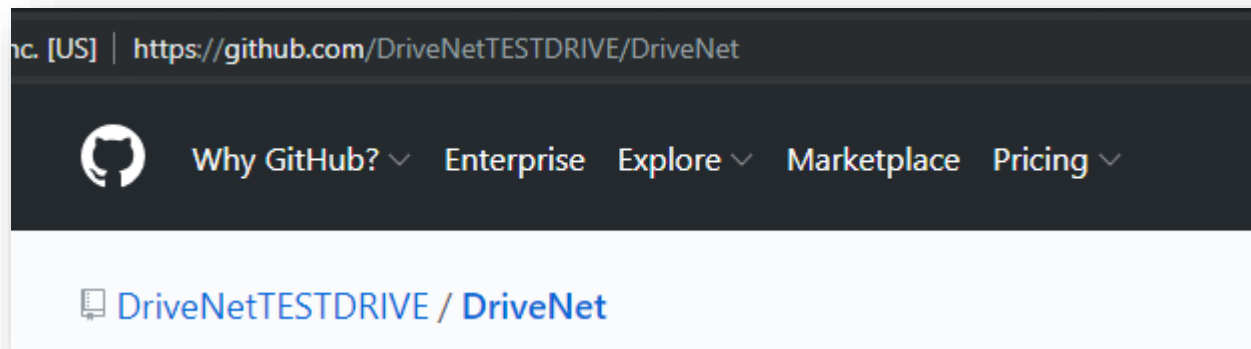 nc. [US] | https://github.com/DriveNetTESTDRIVE/DriveNet
Why GitHub? Enterprise Explore Marketplace Pricing
DriveNetTESTDRIVE / DriveNet